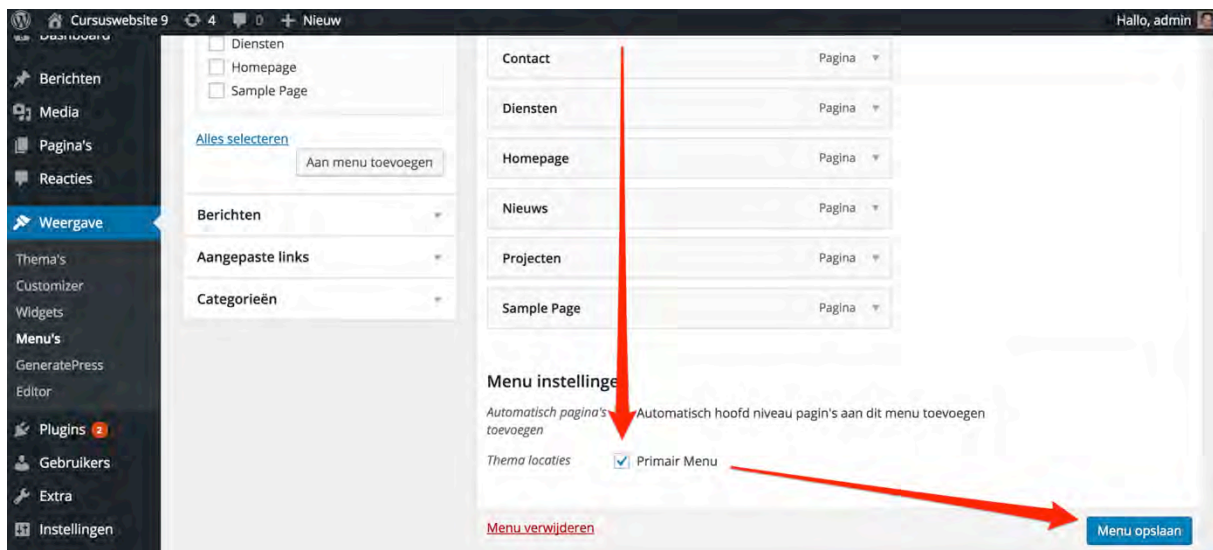 Cursuswebsite 9 4 0 + Nieuw Hallo, admin
Dashboard
Berichten
Media
Pagina's
Reacties
Weergave
Thema's
Customizer
Widgets
Menu's
GeneratePress
Editor
Plugins 2
Gebruikers
Extra
Instellingen
Diensten
Homepage
Sample Page
Alles selecteren
Aan menu toevoegen
Berichten
Aangepaste links
Categorieën
Contact Pagina
Diensten Pagina
Homepage Pagina
Nieuws Pagina
Projecten Pagina
Sample Page Pagina
Menu instellinge
Automatisch pagina's Automatisch hoofd niveau pagin's aan dit menu toevoegen
toevoegen
Thema locaties Primair Menu
Menu verwijderen Menu opslaan